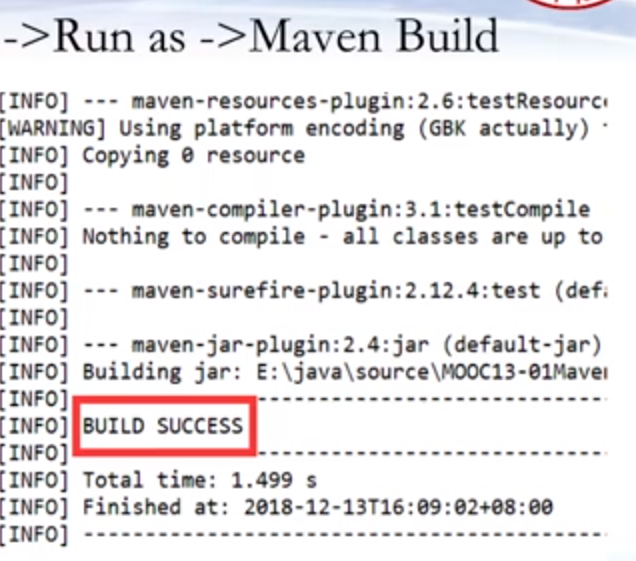 ->Run as ->Maven Build
[INFO] --- maven-resources-plugin:2.6:testResourc
[WARNING] Using platform encoding (GBK actually)
[INFO] Copying 0 resource
[INFO]
[INFO] --- maven-compiler-plugin:3.1:testCompile
[INFO] Nothing to compile - all classes are up to
[INFO]
[INFO] --- maven-surefire-plugin:2.12.4:test (def
[INFO]
[INFO] --- maven-jar-plugin:2.4:jar (default-jar)
[INFO] Building jar: E:\java\source\MOOC13-01Mave
[INFO] ------------------------------------
[INFO] BUILD SUCCESS
[INFO] ------------------------------------
[INFO] Total time: 1.499 s
[INFO] Finished at: 2018-12-13T16:09:02+08:00
[INFO] ------------------------------------------------